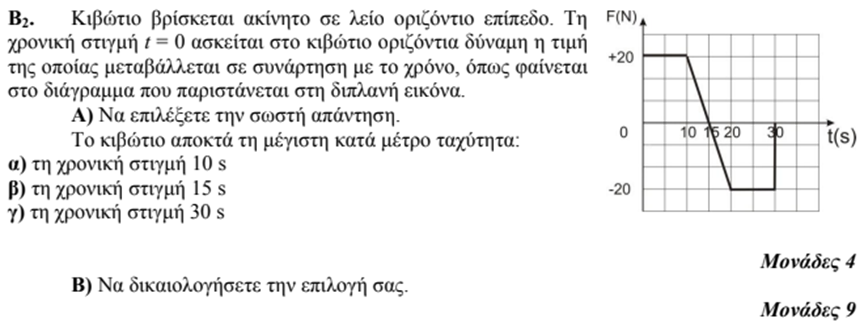 Β₂. Κιβώτιο βρίσκεται ακίνητο σε λείο οριζόντιο επίπεδο. Τη
χρονική στιγμή t = 0 ασκείται στο κιβώτιο οριζόντια δύναμη η τιμή
της οποίας μεταβάλλεται σε συνάρτηση με το χρόνο, όπως φαίνεται
στο διάγραμμα που παριστάνεται στη διπλανή εικόνα.
Α) Να επιλέξετε την σωστή απάντηση.
Το κιβώτιο αποκτά τη μέγιστη κατά μέτρο ταχύτητα:
α) τη χρονική στιγμή 10 s
β) τη χρονική στιγμή 15 s
γ) τη χρονική στιγμή 30 s
F(N)
+20
0 10 15 20 30 t(s)
-20
Μονάδες 4
Β) Να δικαιολογήσετε την επιλογή σας.
Μονάδες 9